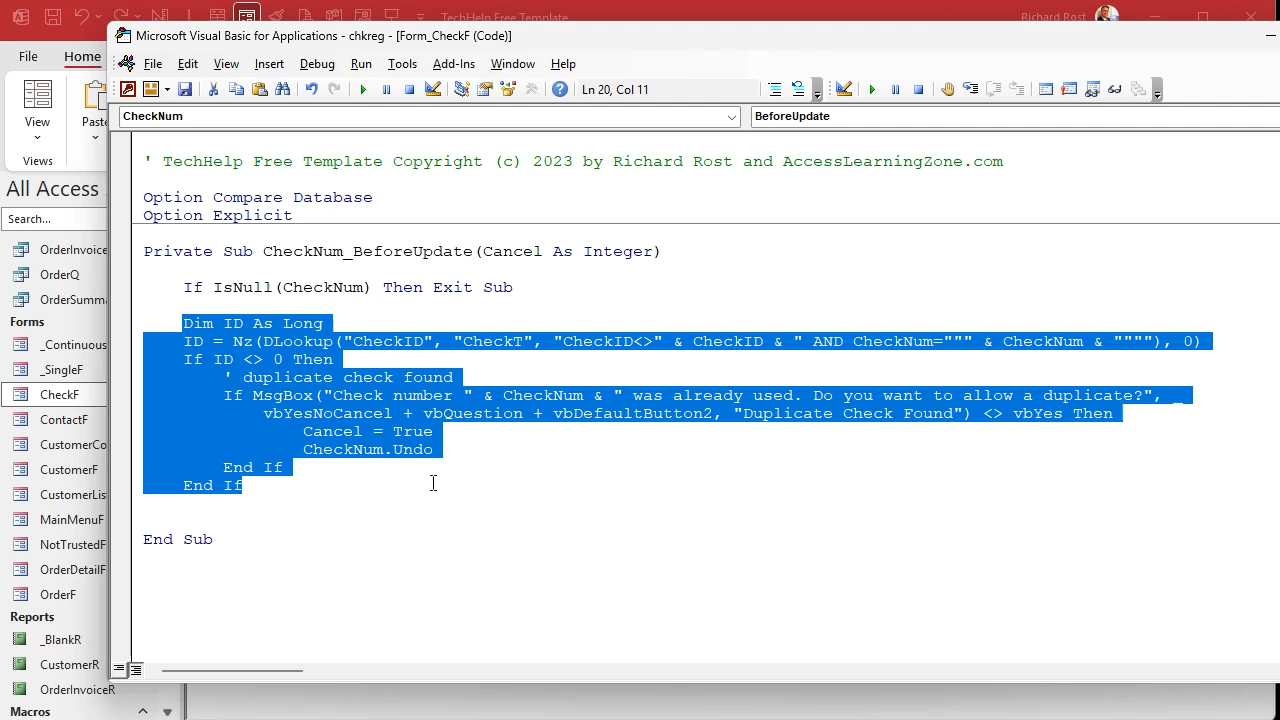 TechHelp Free Template
Richard Rost
Microsoft Visual Basic for Applications - chkreg - [Form_CheckF (Code)]
File
Home
File Edit View Insert Debug Run Tools Add-Ins Window Help
Ln 20, Col 11
View
Paste
Views
CheckNum
BeforeUpdate
' TechHelp Free Template Copyright (c) 2023 by Richard Rost and AccessLearningZone.com
Option Compare Database
Option Explicit
Private Sub CheckNum_BeforeUpdate(Cancel As Integer)
If IsNull(CheckNum) Then Exit Sub
Dim ID As Long
ID = Nz(DLookup("CheckID", "CheckT", "CheckID<>" & CheckID & " AND CheckNum=""" & CheckNum & """"), 0)
If ID <> 0 Then
' duplicate check found
If MsgBox("Check number " & CheckNum & " was already used. Do you want to allow a duplicate?", _
vbYesNoCancel + vbQuestion + vbDefaultButton2, "Duplicate Check Found") <> vbYes Then
Cancel = True
CheckNum.Undo
End If
End If
End Sub
All Access
Search...
OrderInvoice
OrderQ
OrderSumma
Forms
_Continuous
_SingleF
CheckF
ContactF
CustomerCo
CustomerF
CustomerList
MainMenuF
NotTrustedF
OrderDetailF
OrderF
Reports
_BlankR
CustomerR
OrderInvoiceR
Macros